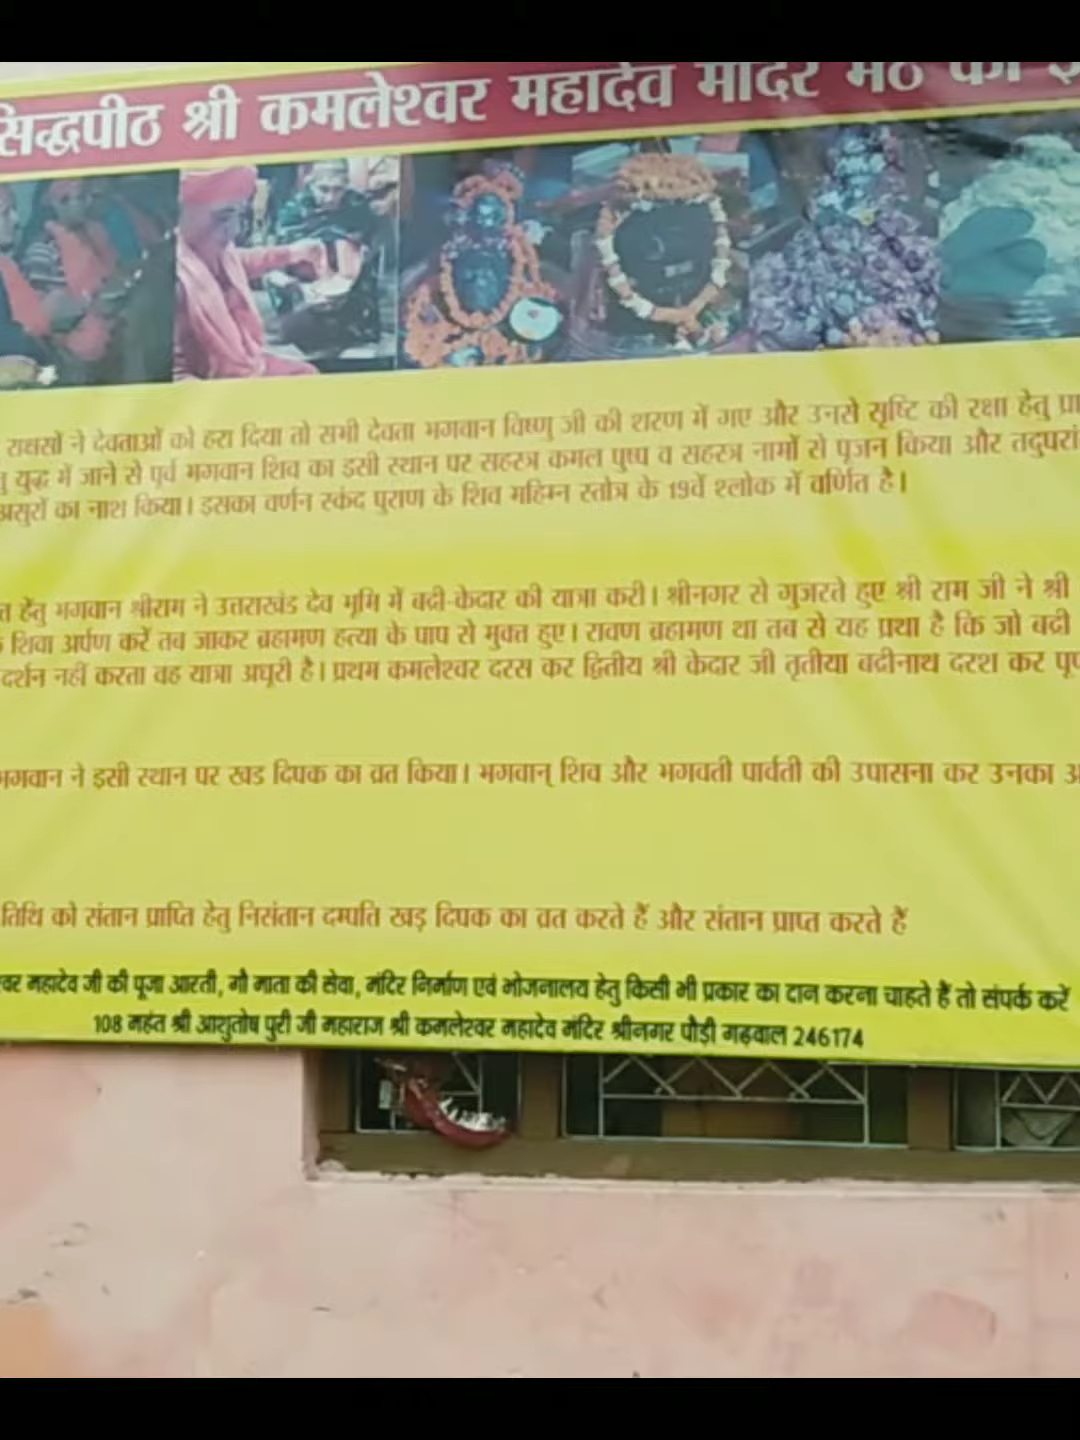 सिद्धपीठ श्री कमलेश्वर महादेव मंदिर मठ का
राक्षसों ने देवताओं को हरा दिया तो सभी देवता भगवान विष्णु जी की शरण में गए और उनसे सृष्टि की रक्षा हेतु प्रा
युद्ध में जाने से पूर्व भगवान शिव का इसी स्थान पर सहस्त्र कमल पुष्प व सहस्त्र नामों से पूजन किया और तदुपरां
असुरों का नाश किया। इसका वर्णन स्कंद पुराण के शिव महिम्न स्तोत्र के 19वें श्लोक में वर्णित है।
हेतु भगवान श्रीराम ने उत्तराखंड देव भूमि में बद्री-केदार की यात्रा करी। श्रीनगर से गुजरते हुए श्री राम जी ने श्री
शिवा अर्पण करें तब जाकर ब्रहामण हत्या के पाप से मुक्त हुए। रावण ब्रहामण था तब से यह प्रथा है कि जो बद्री
दर्शन नहीं करता वह यात्रा अधूरी है। प्रथम कमलेश्वर दरस कर द्वितीय श्री केदार जी तृतीया बद्रीनाथ दरश कर पूर्
भगवान ने इसी स्थान पर खड दिपक का व्रत किया। भगवान् शिव और भगवती पार्वती की उपासना कर उनका
तिथि को संतान प्राप्ति हेतु निसंतान दम्पति खड़ दिपक का व्रत करते हैं और संतान प्राप्त करते हैं
वर महादेव जी की पूजा आरती, गौ माता की सेवा, मंदिर निर्माण एवं भोजनालय हेतु किसी भी प्रकार का दान करना चाहते हैं तो संपर्क करें
108 महंत श्री आशुतोष पुरी जी महाराज श्री कमलेश्वर महादेव मंदिर श्रीनगर पौड़ी गढ़वाल 246174